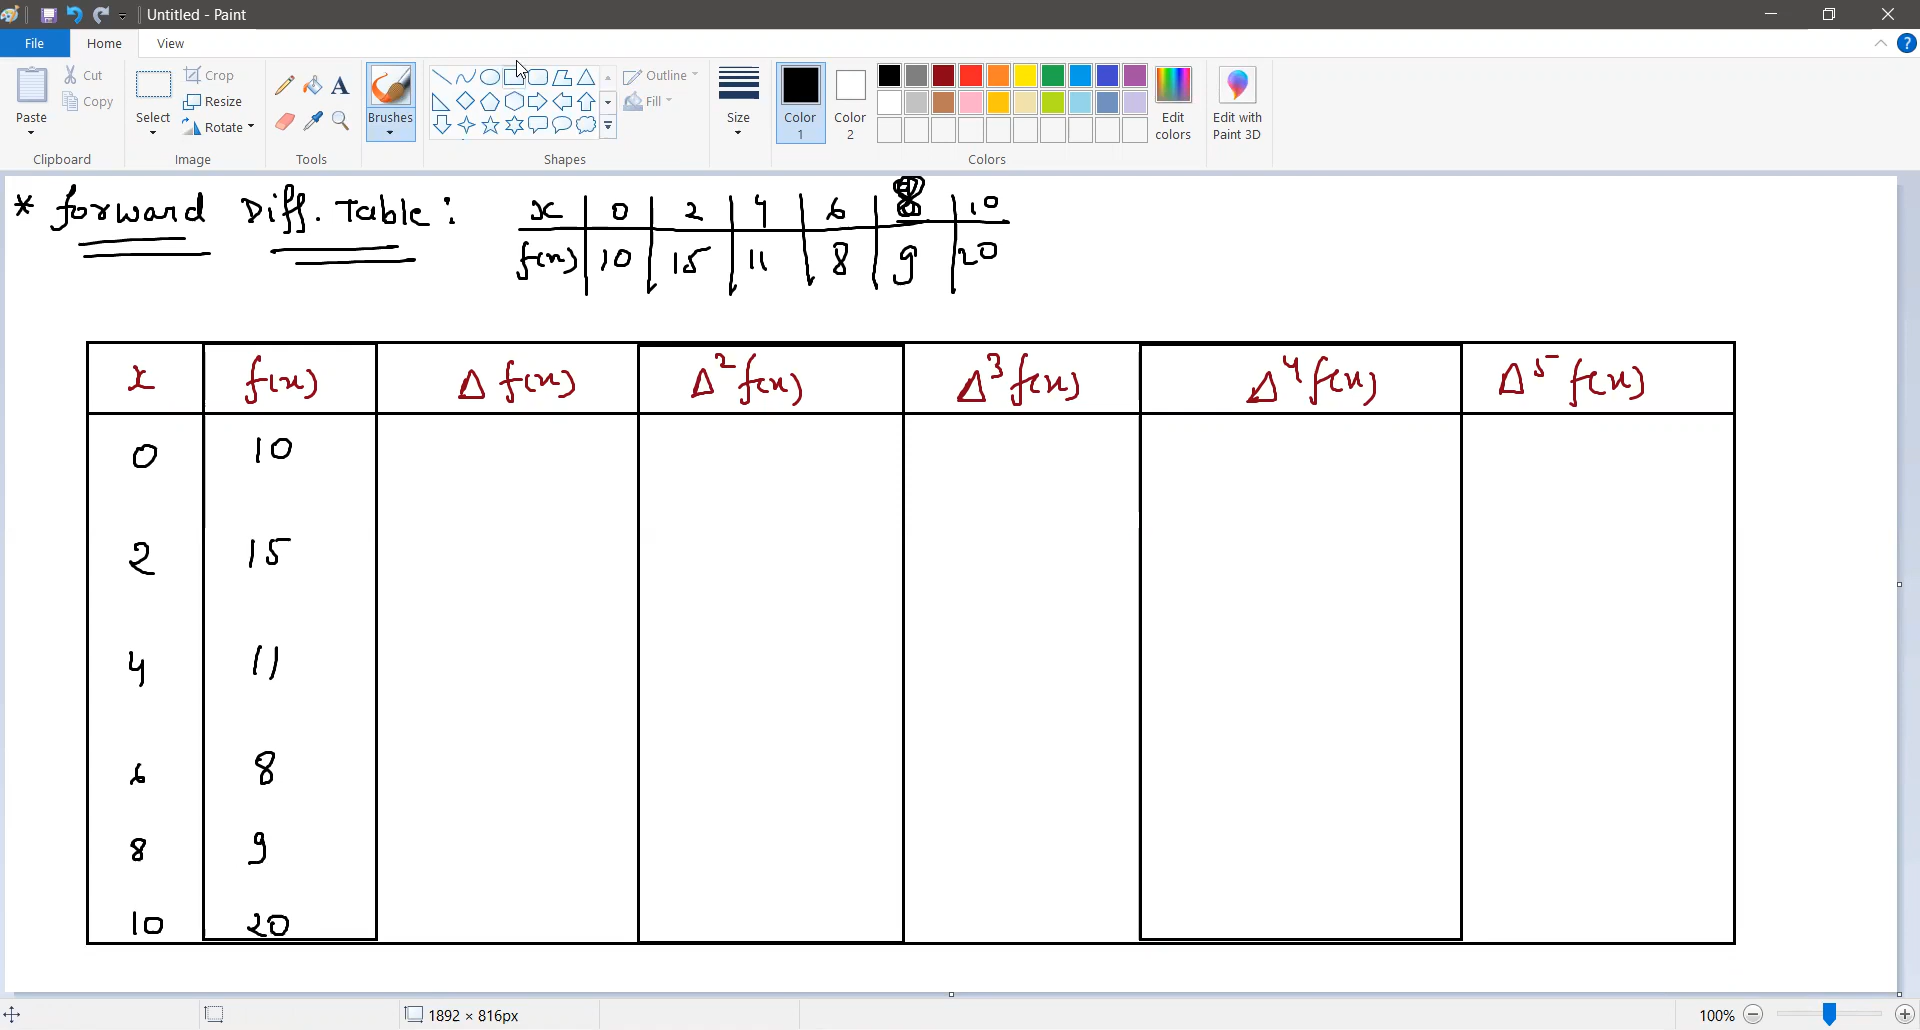 Untitled - Paint
File Home View
Paste
Cut
Copy
Clipboard
Select
Crop
Resize
Rotate
Image
Tools
Brushes
Shapes
Outline
Fill
Size
Color 1
Color 2
Colors
Edit colors
Edit with Paint 3D
* forward Diff. Table :
x 0 2 4 6 8 10
f(x) 10 15 11 8 9 20
x f(x) Δ f(x) Δ² f(x) Δ³ f(x) Δ⁴ f(x) Δ⁵ f(x)
0 10
2 15
4 11
6 8
8 9
10 20
1892 × 816px 100%